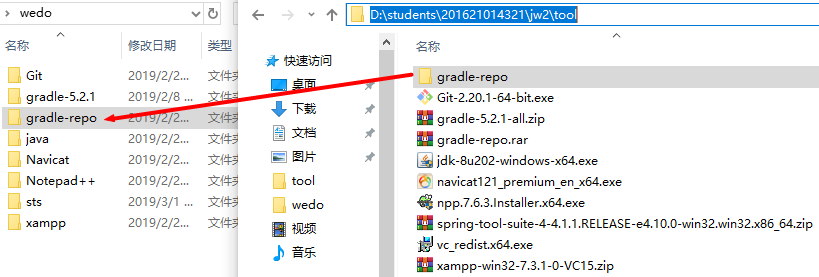 wedo
名称 修改日期
Git 2019/2/2... 文件夹
gradle-5.2.1 2019/2/8 ... 文件夹
gradle-repo 2019/2/2... 文件夹
java 2019/2/2... 文件夹
Navicat 2019/2/2... 文件夹
Notepad++ 2019/2/2... 文件夹
sts 2019/3/1 ... 文件夹
xampp 2019/2/2... 文件夹
D:\students\201621014321\jw2\tool
快速访问
桌面
下载
文档
图片
tool
wedo
视频
音乐
名称
gradle-repo
Git-2.20.1-64-bit.exe
gradle-5.2.1-all.zip
gradle-repo.rar
jdk-8u202-windows-x64.exe
navicat121_premium_en_x64.exe
npp.7.6.3.Installer.x64.exe
spring-tool-suite-4-4.1.1.RELEASE-e4.10.0-win32.win32.x86_64.zip
vc_redist.x64.exe
xampp-win32-7.3.1-0-VC15.zip